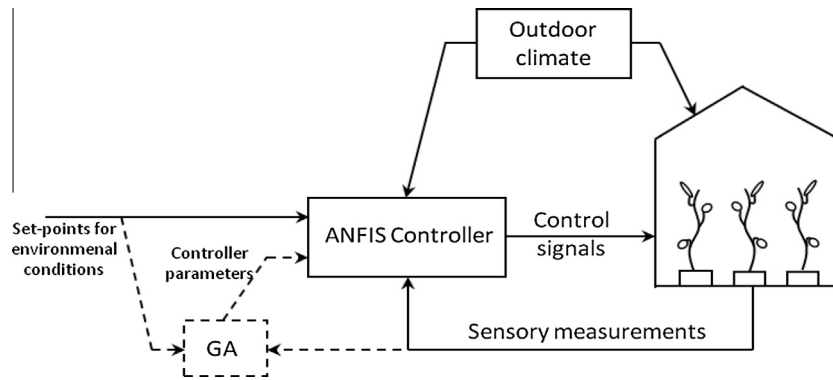 Outdoor
climate
Set-points for
environmenal
conditions
Controller
parameters
ANFIS Controller
Control
signals
GA
Sensory measurements